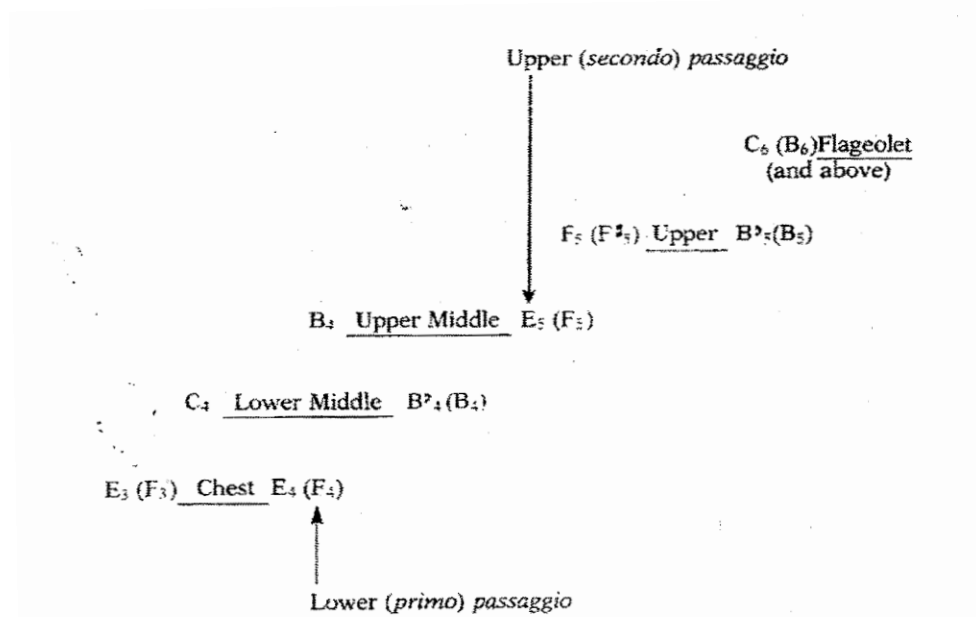 Upper (secondo) passaggio
C₆ (B₆) Flageolet
(and above)
F₅ (F♯₅) Upper B♭₅ (B₅)
B₄ Upper Middle E₅ (F₅)
C₄ Lower Middle B♭₄ (B₄)
E₃ (F₃) Chest E₄ (F₄)
Lower (primo) passaggio